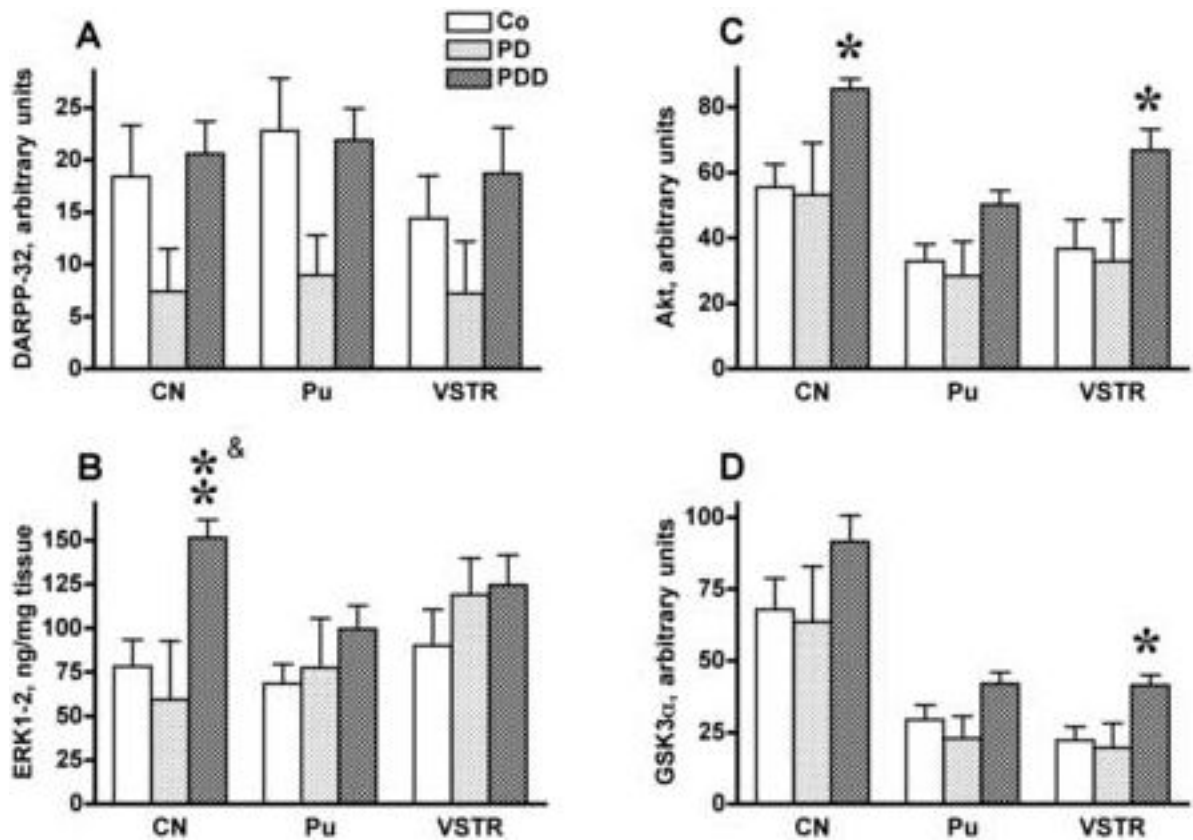 A
Co
PD
PDD
DARPP-32, arbitrary units
25
20
15
10
5
0
CN Pu VSTR
C
*
*
Akt, arbitrary units
80
60
40
20
0
CN Pu VSTR
B
** &
ERK1-2, ng/mg tissue
150
125
100
75
50
25
0
CN Pu VSTR
D
*
GSK3α, arbitrary units
100
75
50
25
0
CN Pu VSTR